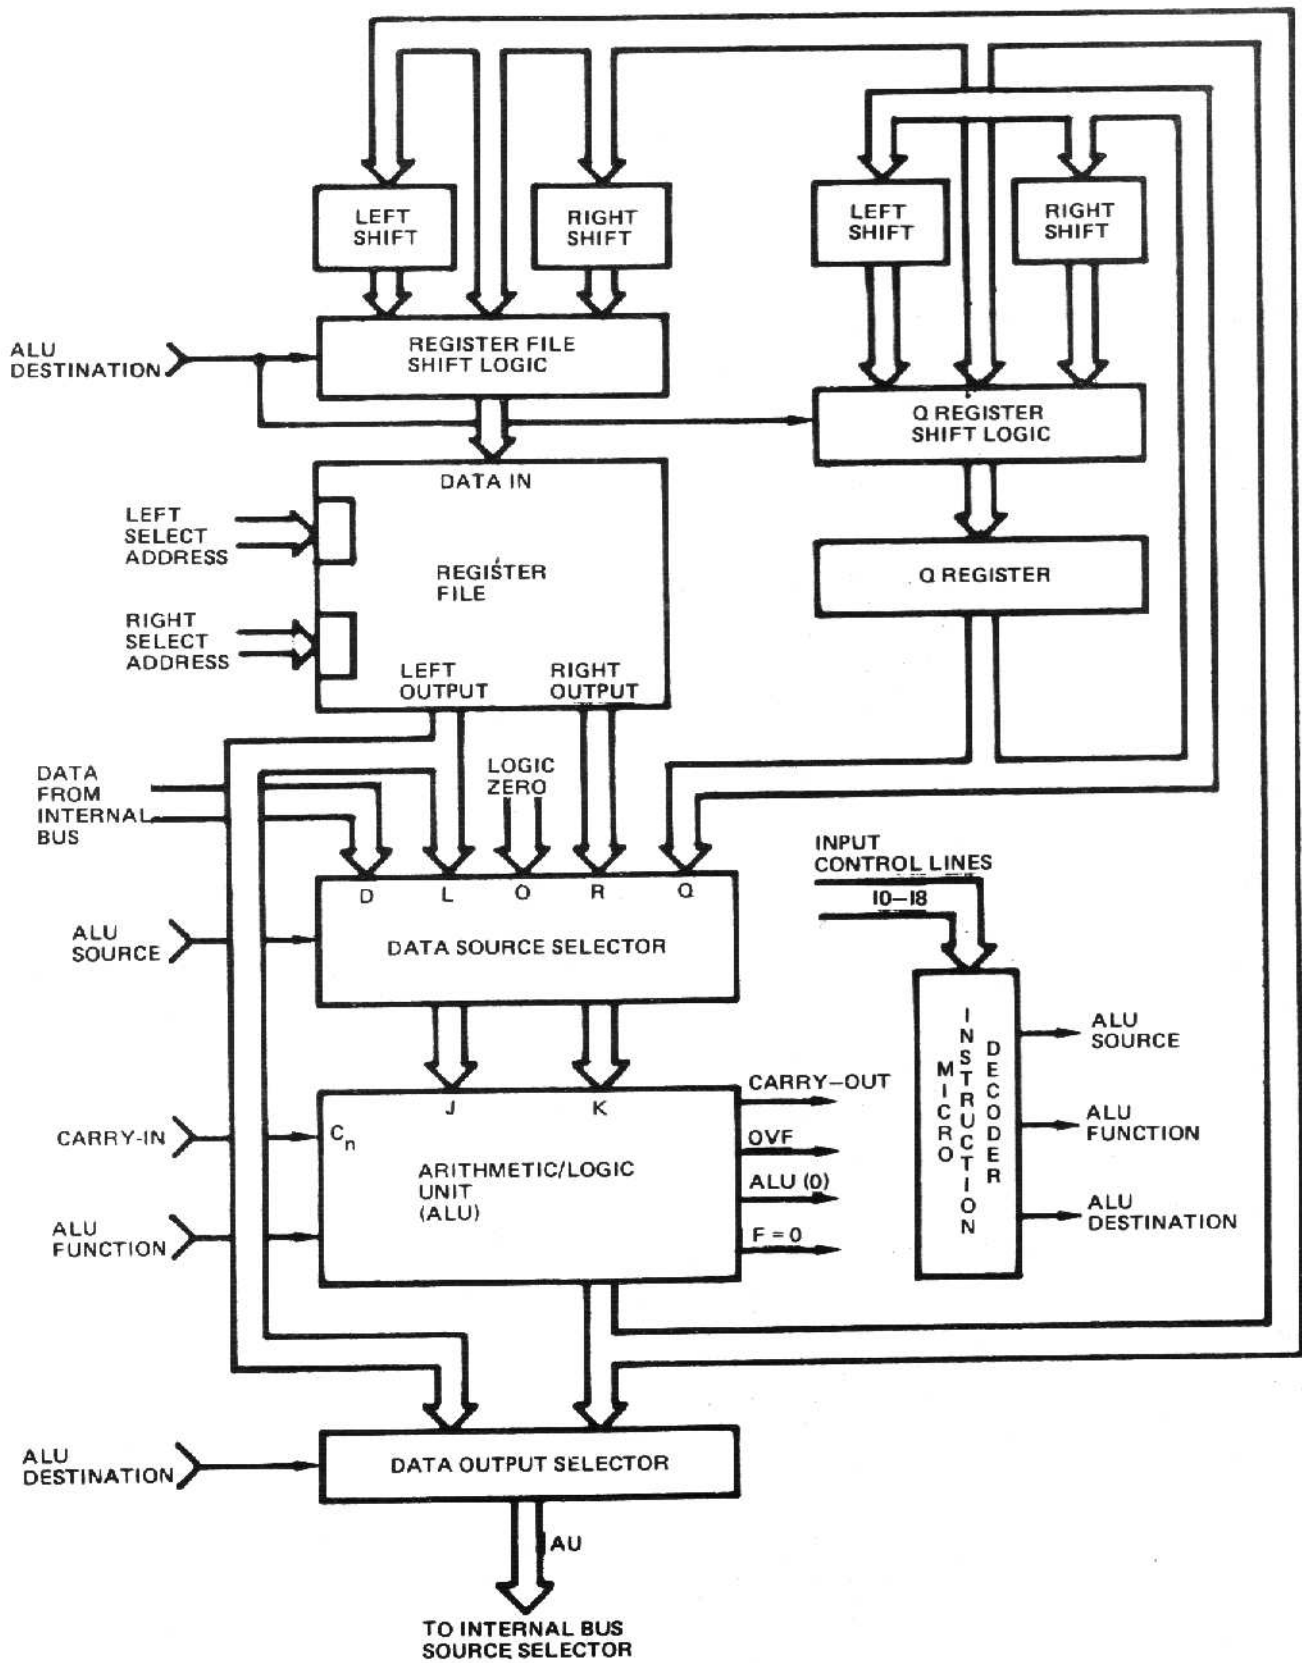 LEFT
SHIFT
RIGHT
SHIFT
LEFT
SHIFT
RIGHT
SHIFT
ALU
DESTINATION
REGISTER FILE
SHIFT LOGIC
Q REGISTER
SHIFT LOGIC
DATA IN
LEFT
SELECT
ADDRESS
REGISTER
FILE
Q REGISTER
RIGHT
SELECT
ADDRESS
LEFT
OUTPUT
RIGHT
OUTPUT
DATA
FROM
INTERNAL
BUS
LOGIC
ZERO
INPUT
CONTROL LINES
I0–I8
D L O R Q
ALU
SOURCE
DATA SOURCE SELECTOR
MICRO
INSTRUCTION
DECODER
ALU
SOURCE
ALU
FUNCTION
ALU
DESTINATION
J K
CARRY-IN
Cn
ARITHMETIC/LOGIC
UNIT
(ALU)
CARRY–OUT
OVF
ALU (0)
F = 0
ALU
FUNCTION
ALU
DESTINATION
DATA OUTPUT SELECTOR
AU
TO INTERNAL BUS
SOURCE SELECTOR